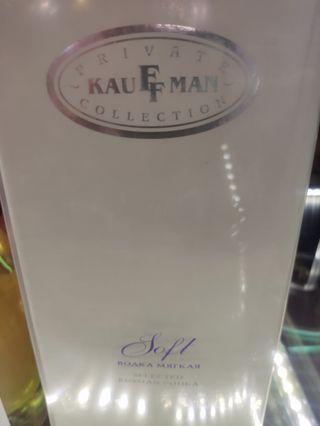 PRIVATE
KAUFFMAN
COLLECTION
Soft
ВОДКА МЯГКАЯ
SELECTED
RUSSIAN VODKA